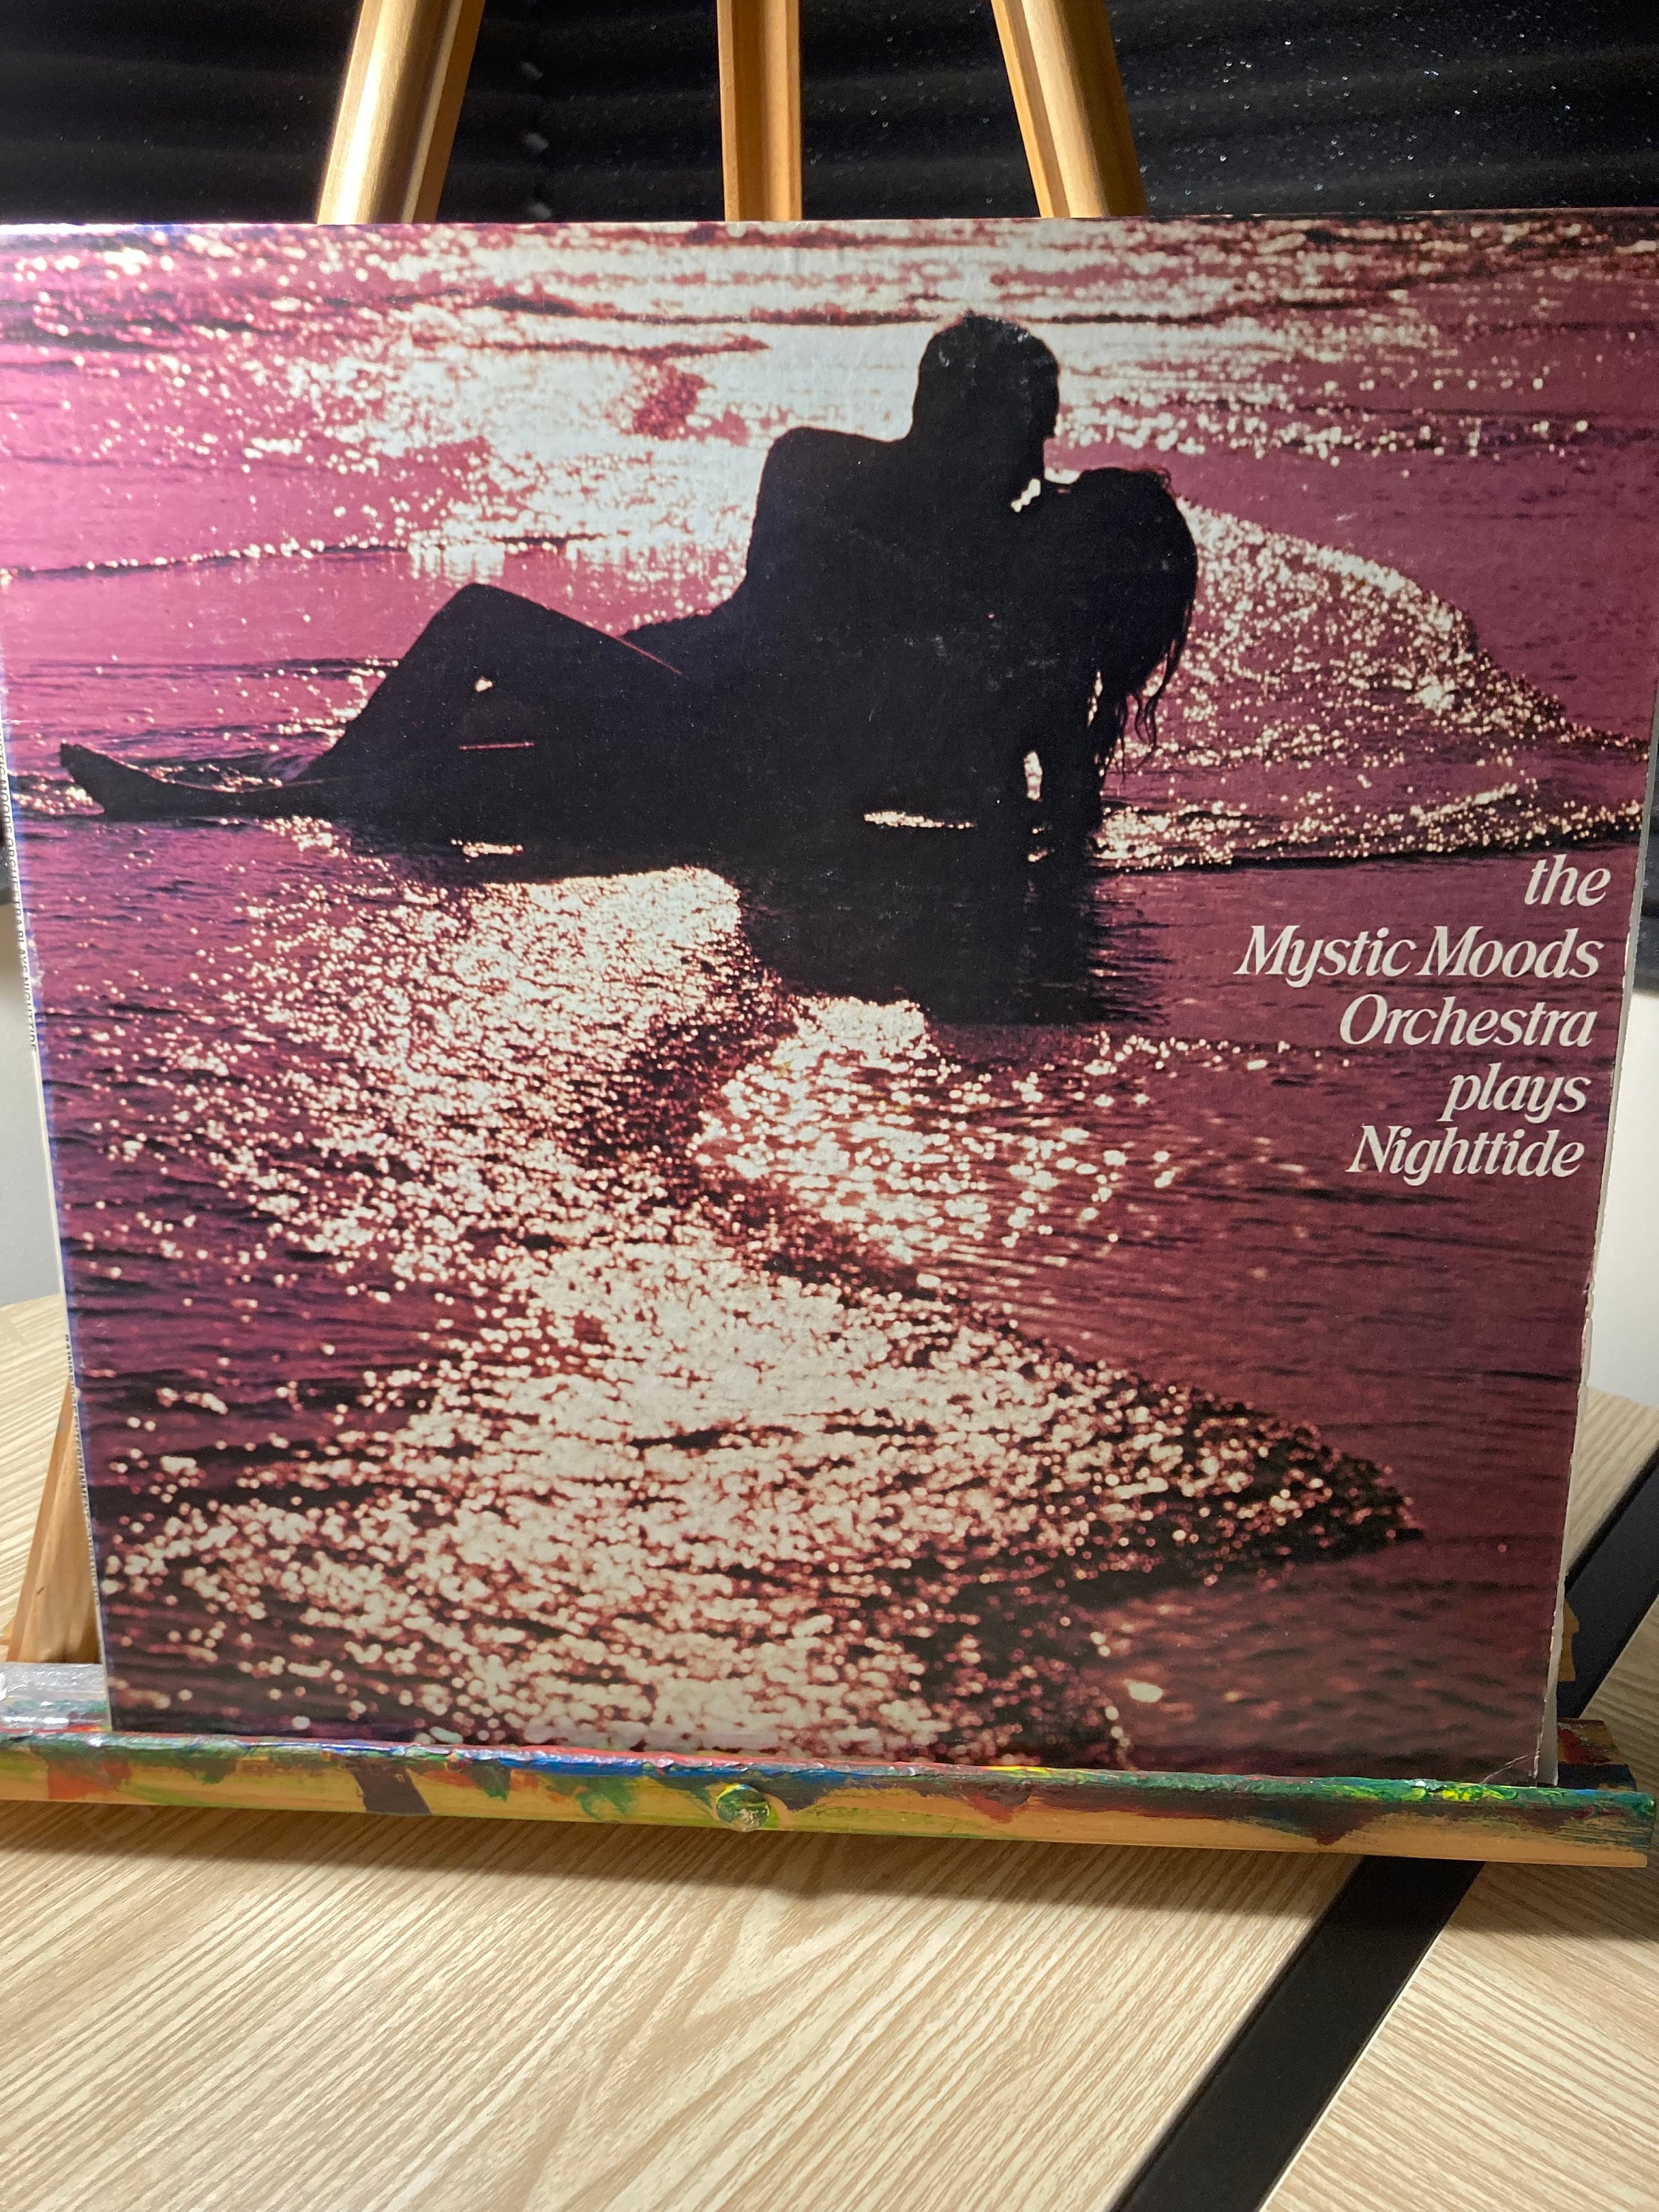 the
Mystic Moods
Orchestra
plays
Nighttide